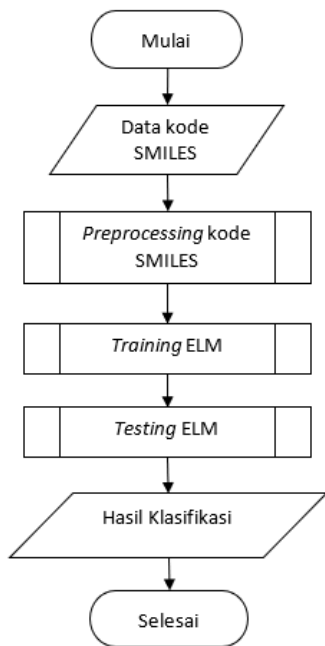 Mulai
Data kode
SMILES
Preprocessing kode
SMILES
Training ELM
Testing ELM
Hasil Klasifikasi
Selesai